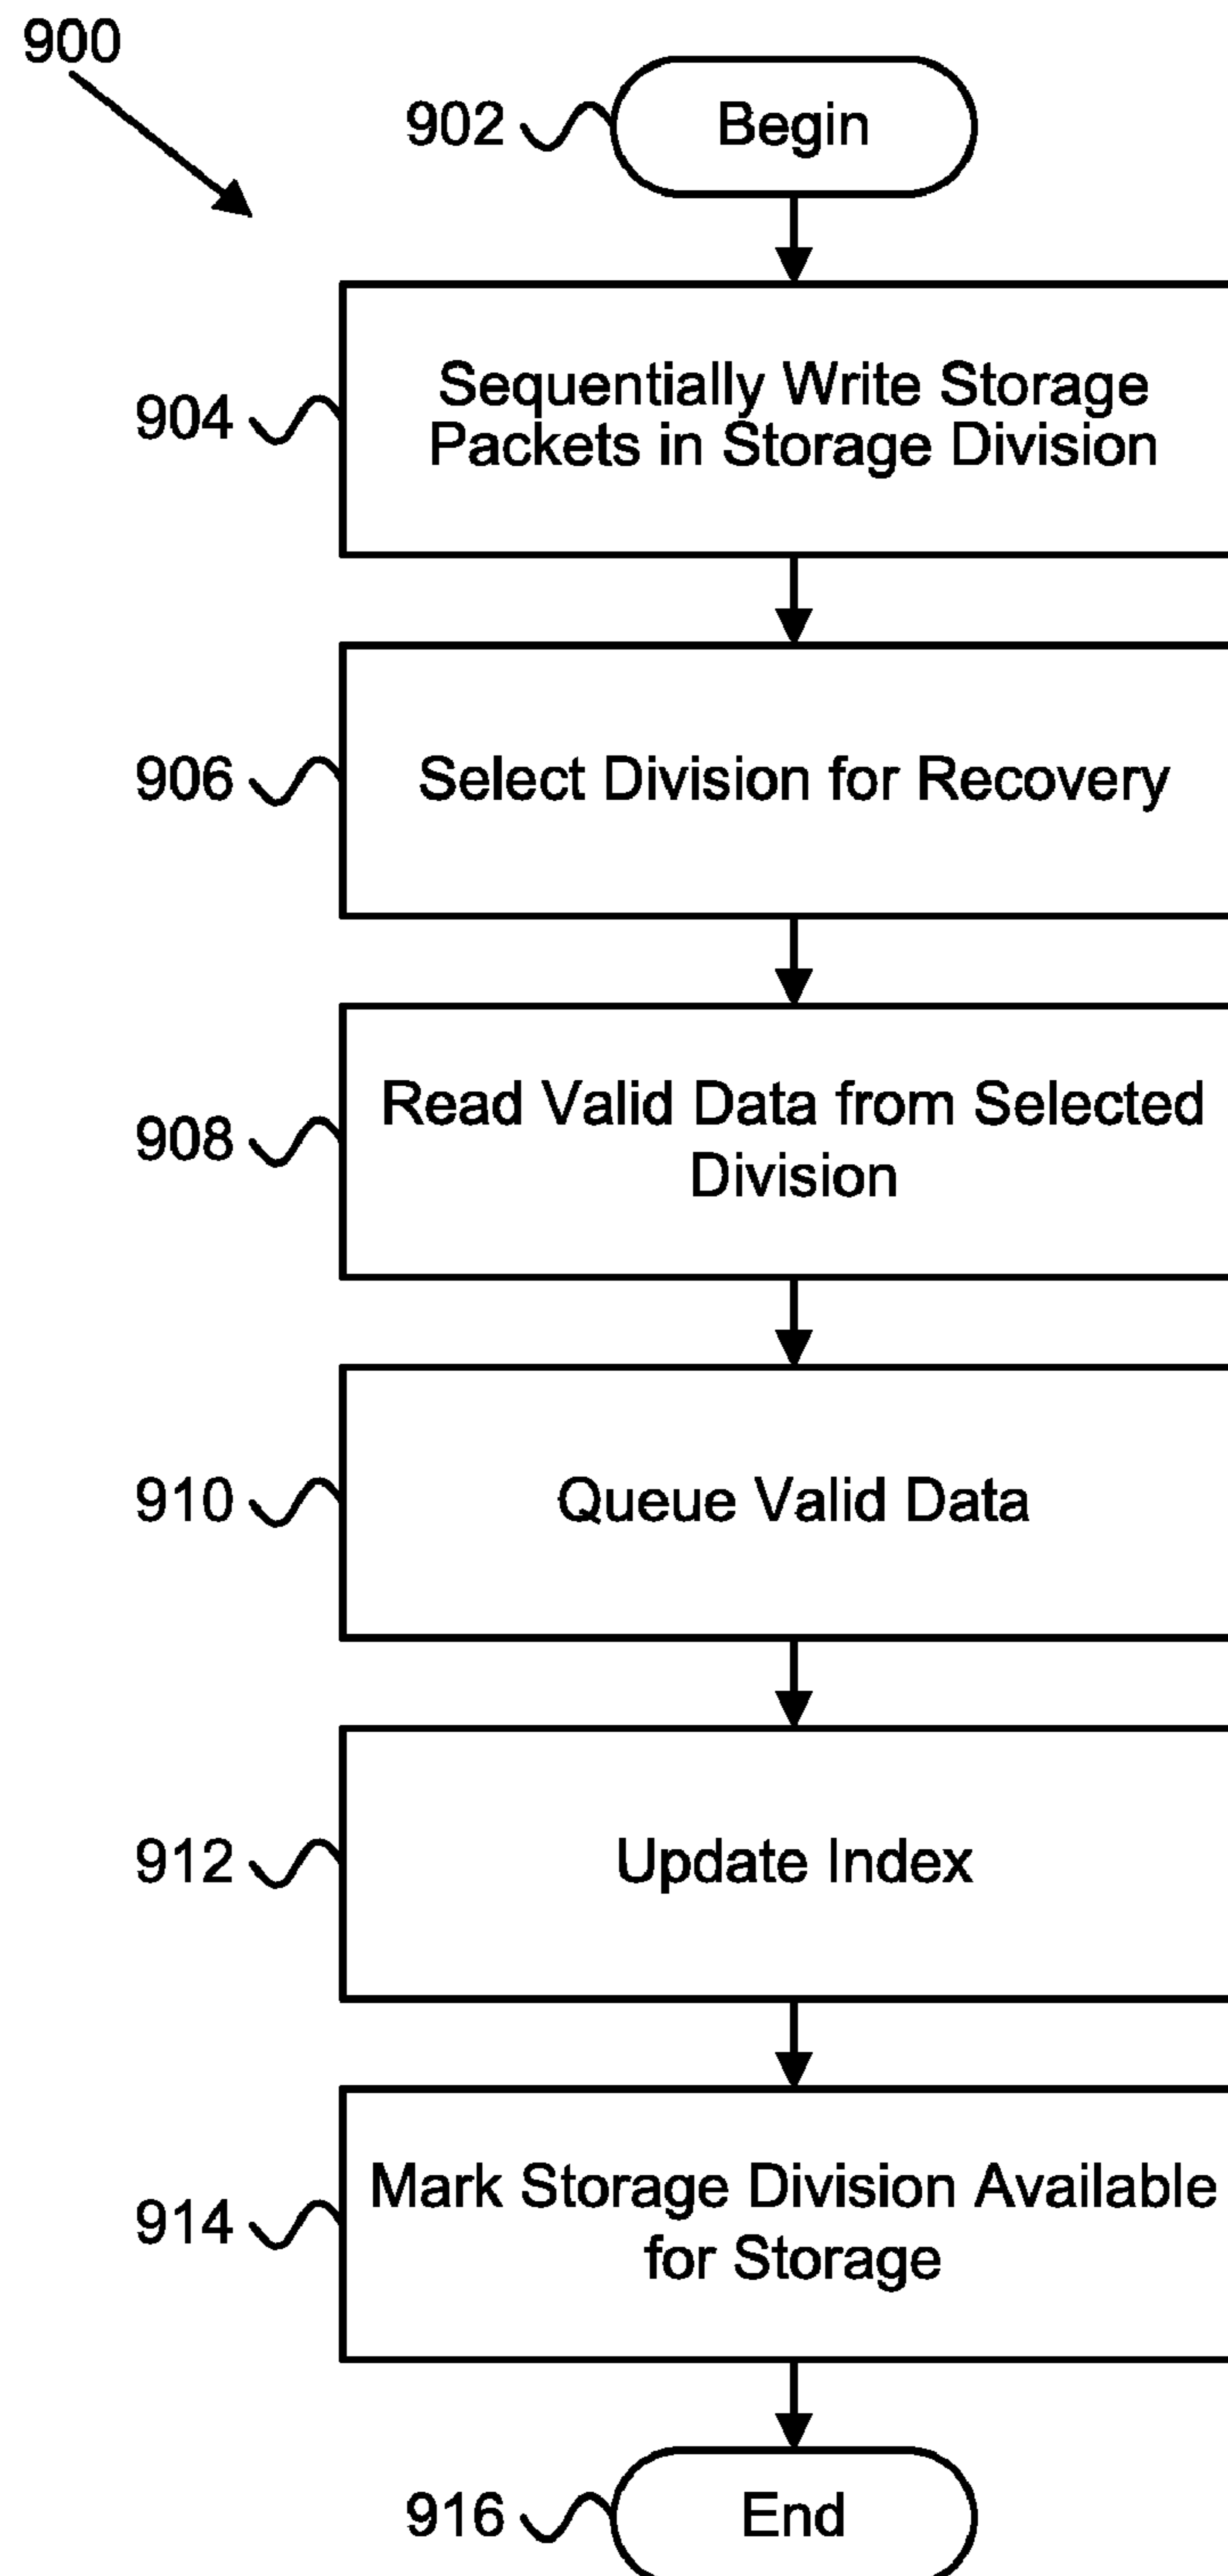 900
902 Begin
Sequentially Write Storage
904
Packets in Storage Division
906 Select Division for Recovery
Read Valid Data from Selected
908
Division
910 Queue Valid Data
912 Update Index
Mark Storage Division Available
914
for Storage
916 End